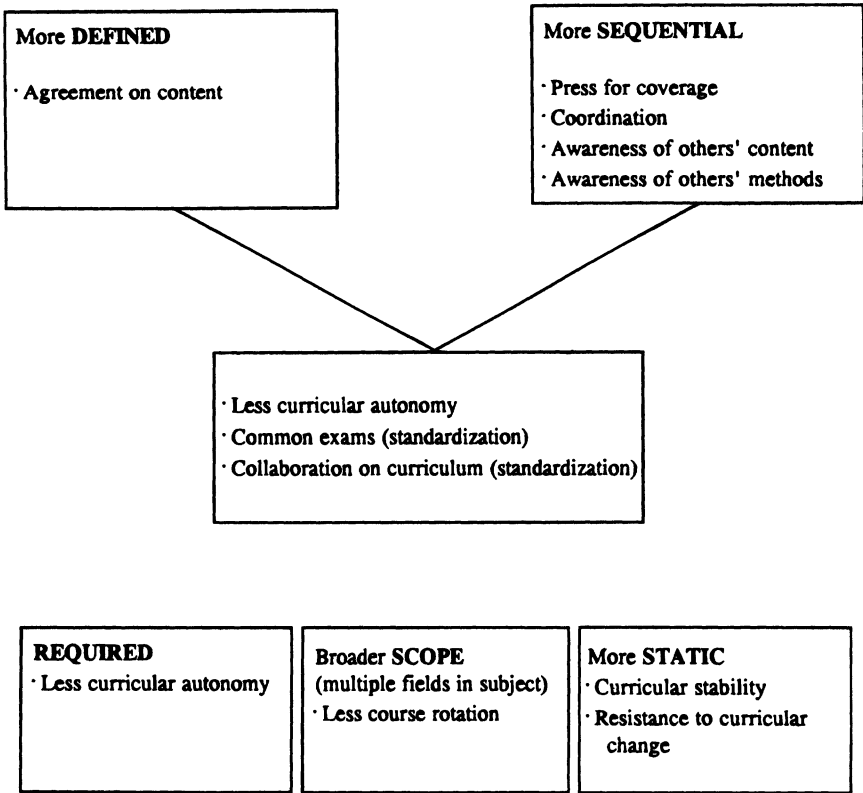 More DEFINED
· Agreement on content
More SEQUENTIAL
· Press for coverage
· Coordination
· Awareness of others' content
· Awareness of others' methods
· Less curricular autonomy
· Common exams (standardization)
· Collaboration on curriculum (standardization)
REQUIRED
· Less curricular autonomy
Broader SCOPE
(multiple fields in subject)
· Less course rotation
More STATIC
· Curricular stability
· Resistance to curricular
change